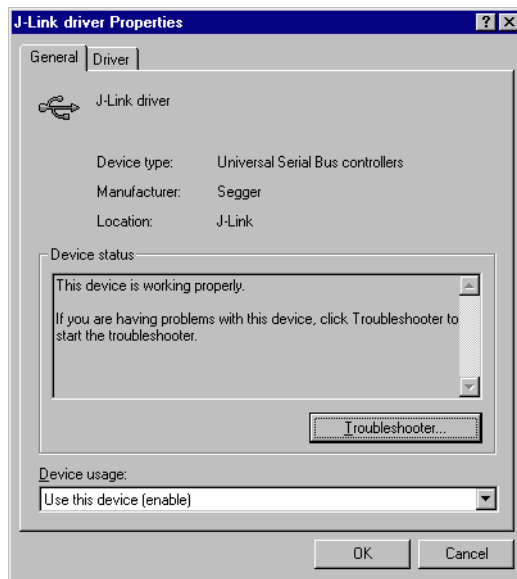 J-Link driver Properties
General Driver
J-Link driver
Device type: Universal Serial Bus controllers
Manufacturer: Segger
Location: J-Link
Device status
This device is working properly.
If you are having problems with this device, click Troubleshooter to
start the troubleshooter.
Troubleshooter...
Device usage:
Use this device (enable)
OK Cancel